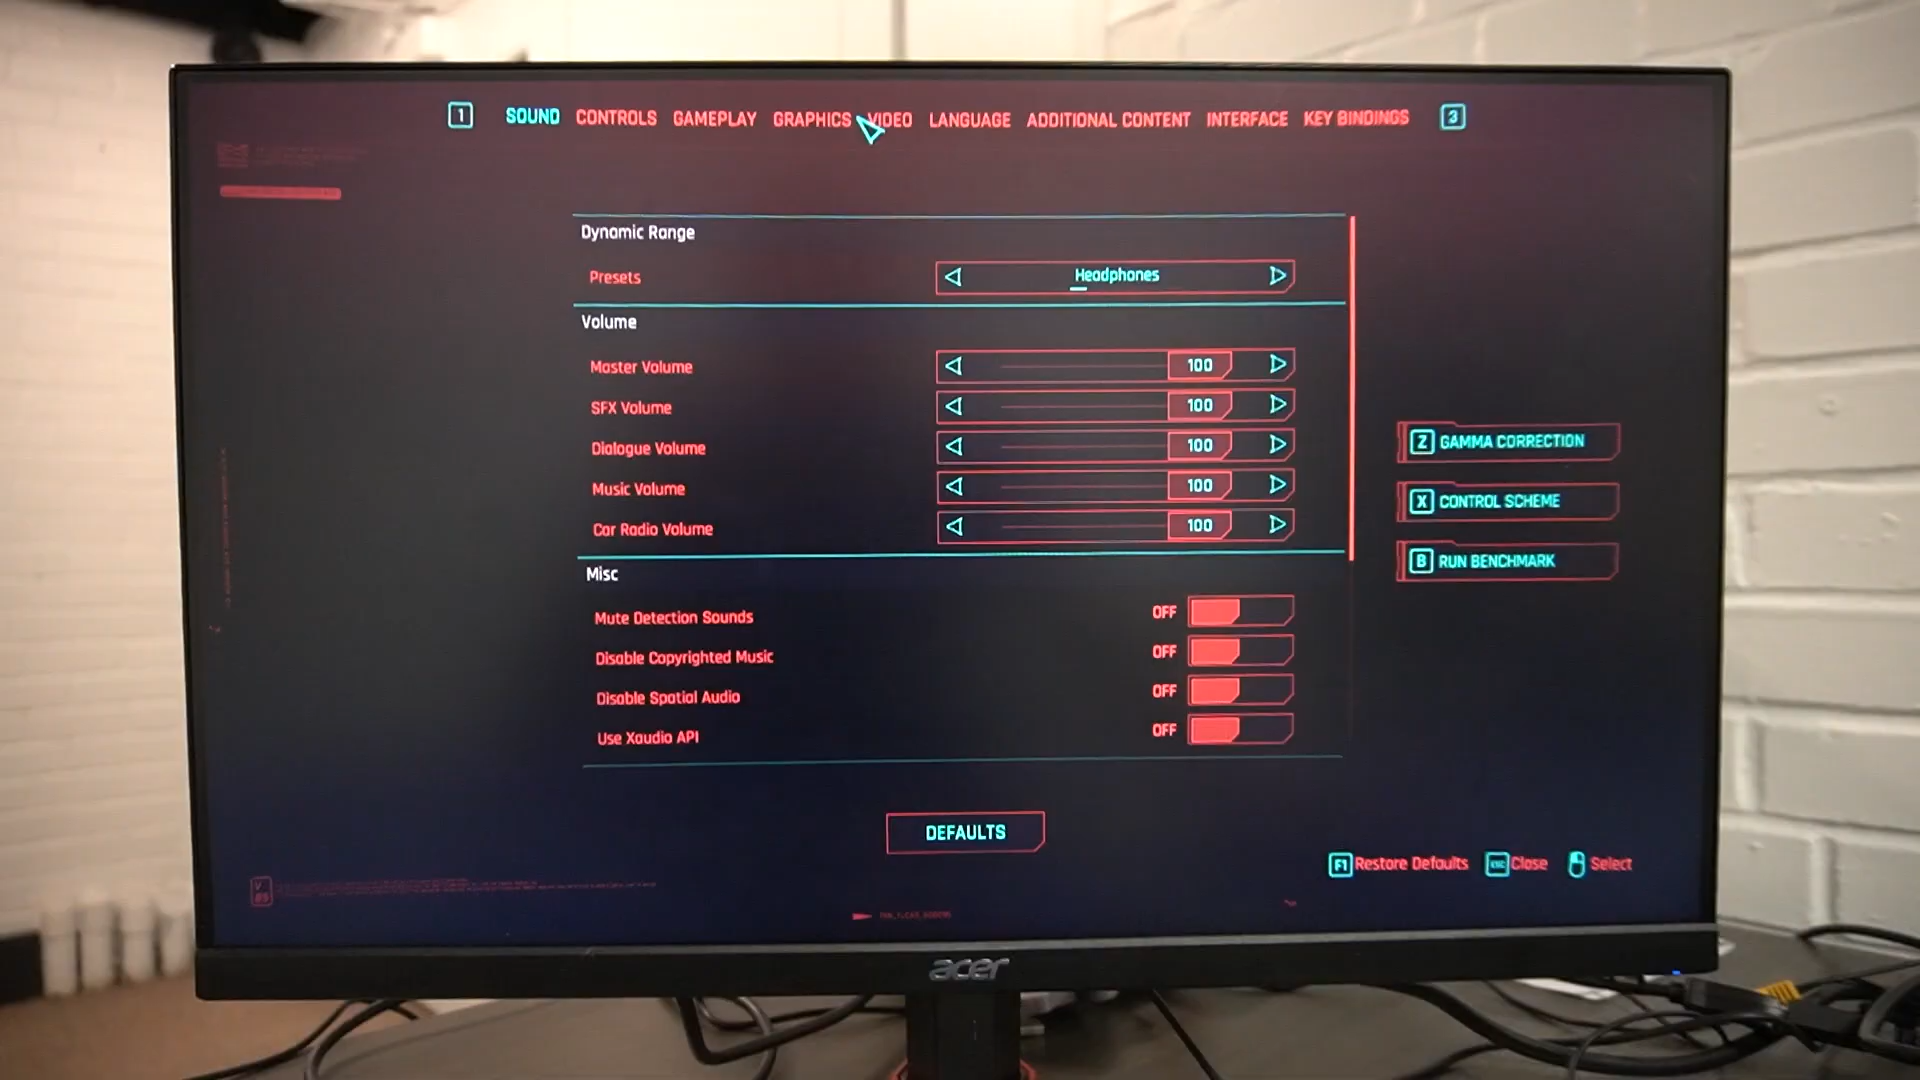 1 SOUND CONTROLS GAMEPLAY GRAPHICS VIDEO LANGUAGE ADDITIONAL CONTENT INTERFACE KEY BINDINGS 3
Dynamic Range
Presets Headphones
Volume
Master Volume 100
SFX Volume 100
Dialogue Volume 100
Music Volume 100
Car Radio Volume 100
Misc
Mute Detection Sounds OFF
Disable Copyrighted Music OFF
Disable Spatial Audio OFF
Use Xaudio API OFF
Z GAMMA CORRECTION
X CONTROL SCHEME
B RUN BENCHMARK
DEFAULTS
F1 Restore Defaults ESC Close Select
V
85
acer